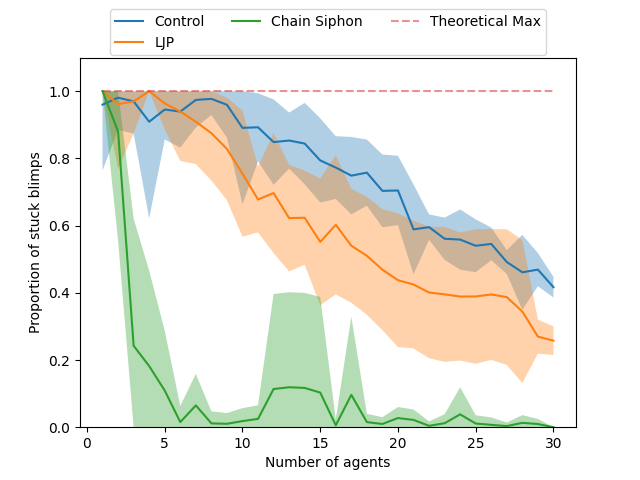 Control
LJP
Chain Siphon
Theoretical Max
Proportion of stuck blimps
1.0
0.8
0.6
0.4
0.2
0.0
0 5 10 15 20 25 30
Number of agents